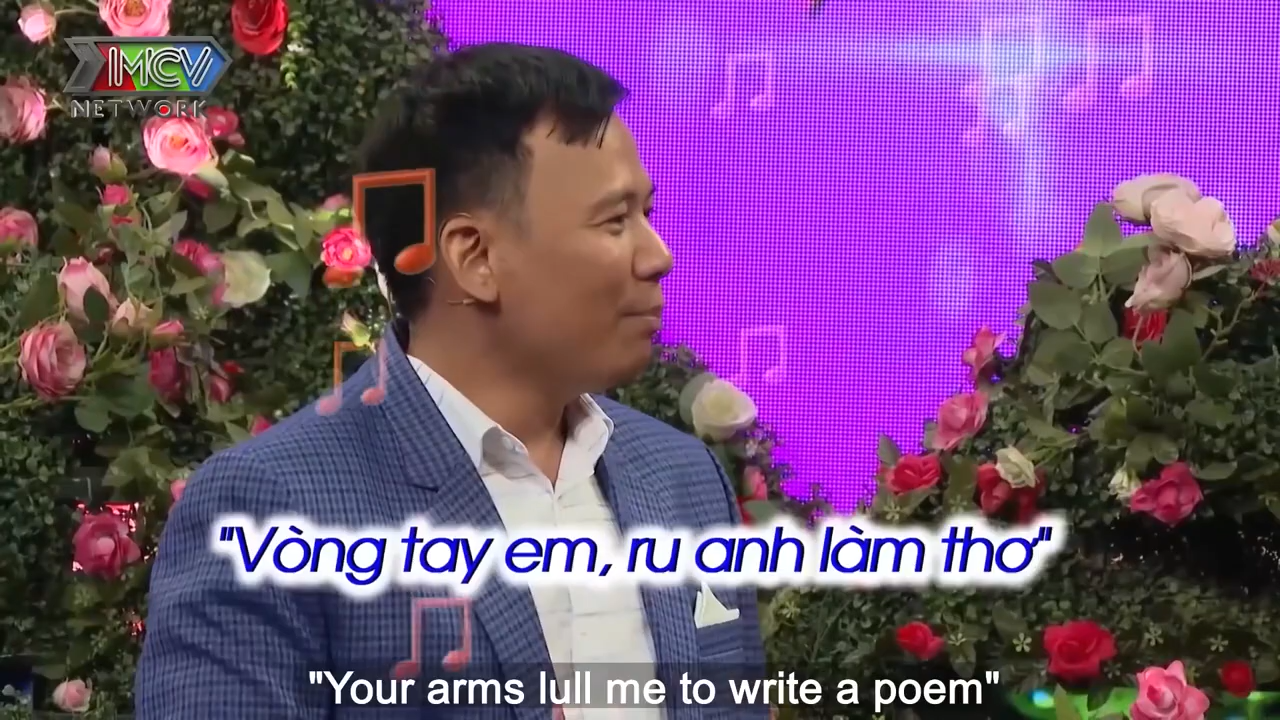 MCV
NETWORK
"Vòng tay em, ru anh làm thơ"
"Your arms lull me to write a poem"